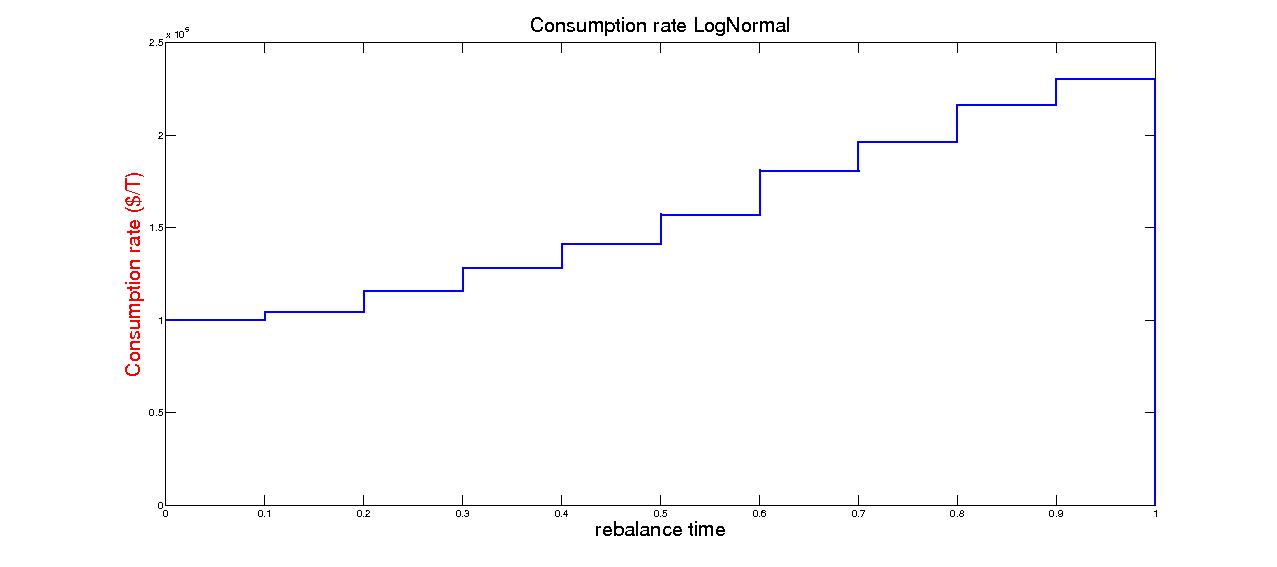 Consumption rate LogNormal
x 10^5
2.5
2
1.5
1
0.5
0
Consumption rate ($/T)
0 0.1 0.2 0.3 0.4 0.5 0.6 0.7 0.8 0.9 1
rebalance time